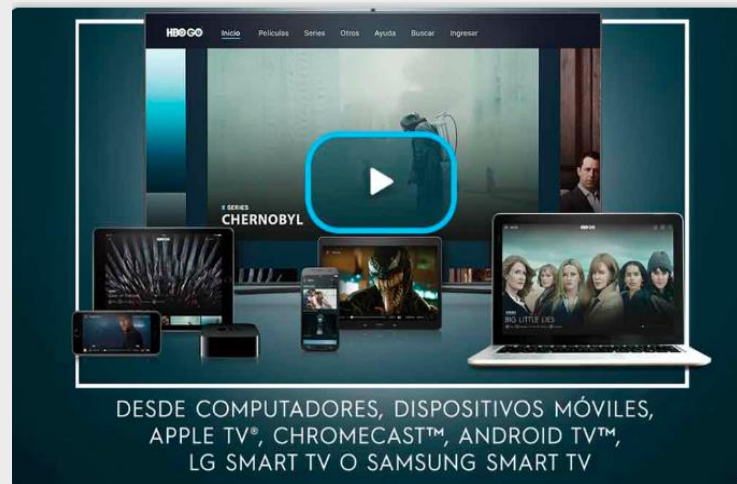 HBO GO Inicio Películas Series Otros Ayuda Buscar Ingresar
SERIES
CHERNOBYL
HBO GO
BIG LITTLE LIES
DESDE COMPUTADORES, DISPOSITIVOS MÓVILES,
APPLE TV®, CHROMECAST™, ANDROID TV™,
LG SMART TV O SAMSUNG SMART TV